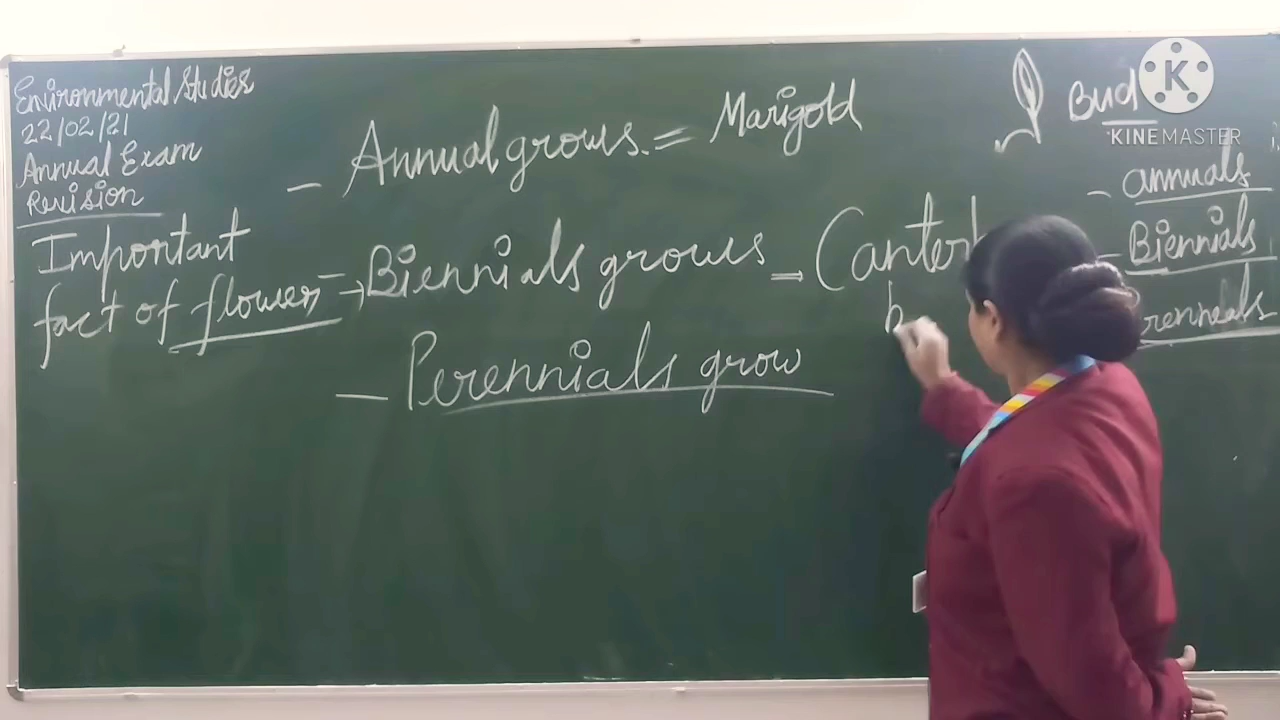 Environmental Studies
22/02/21
Annual Exam
Revision
Important
fact of flower
- Annual grows. = Marigold
- → Biennials grows = Canter
b
- Perennials grow
Bud
- annuals
- Biennials
KINEMASTER